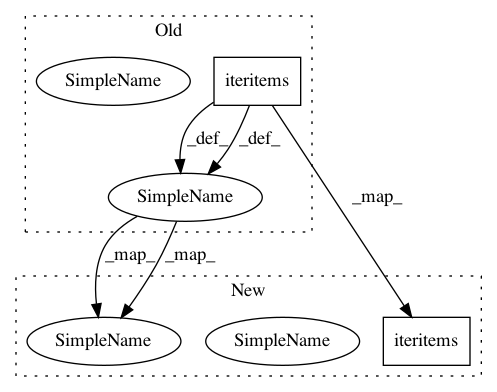 Old
SimpleName
iteritems
_def_
_def_
SimpleName
_map_
_map_
_map_
New
SimpleName
SimpleName
iteritems